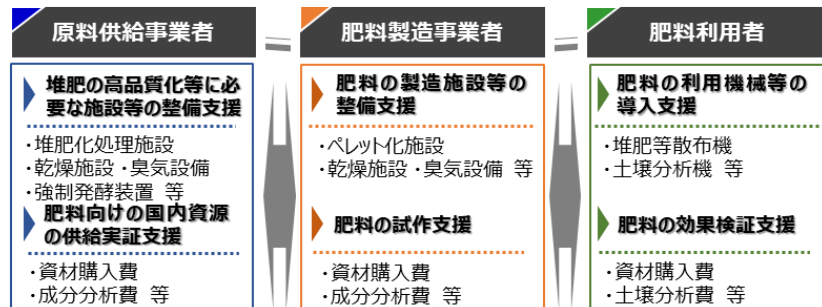 原料供給事業者
堆肥の高品質化等に必
要な施設等の整備支援
・堆肥化処理施設
・乾燥施設・臭気設備
・強制発酵装置 等
肥料向けの国内資源
の供給実証支援
・資材購入費
・成分分析費 等
肥料製造事業者
肥料の製造施設等の
整備支援
・ペレット化施設
・乾燥施設・臭気設備 等
肥料の試作支援
・資材購入費
・成分分析費 等
肥料利用者
肥料の利用機械等の
導入支援
・堆肥等散布機
・土壌分析機 等
肥料の効果検証支援
・資材購入費
・土壌分析費 等